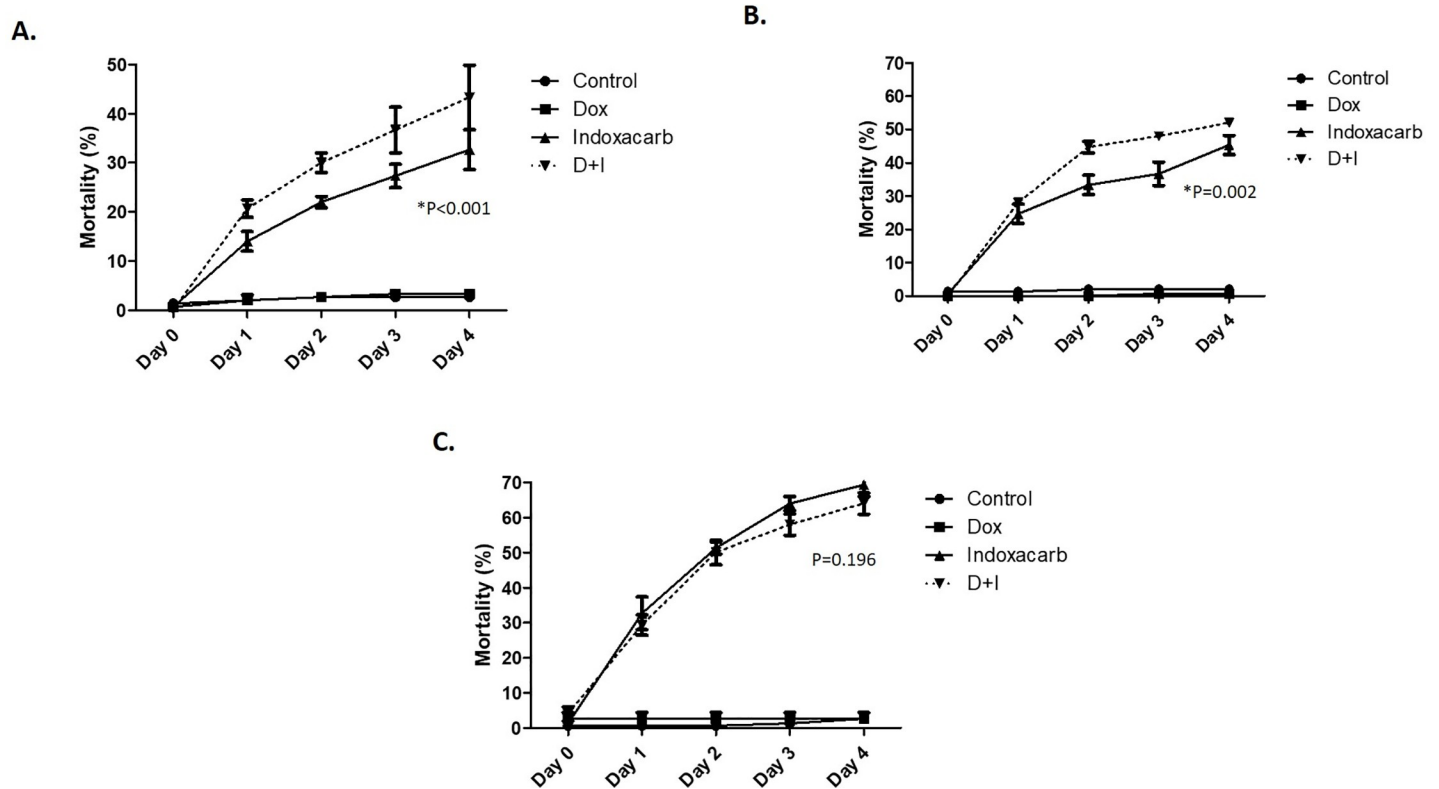 A.
Mortality (%)
50
40
30
20
10
0
Day 0
Day 1
Day 2
Day 3
Day 4
Control
Dox
Indoxacarb
D+I
*P<0.001
B.
Mortality (%)
70
60
50
40
30
20
10
0
Day 0
Day 1
Day 2
Day 3
Day 4
Control
Dox
Indoxacarb
D+I
*P=0.002
C.
Mortality (%)
70
60
50
40
30
20
10
0
Day 0
Day 1
Day 2
Day 3
Day 4
Control
Dox
Indoxacarb
D+I
P=0.196